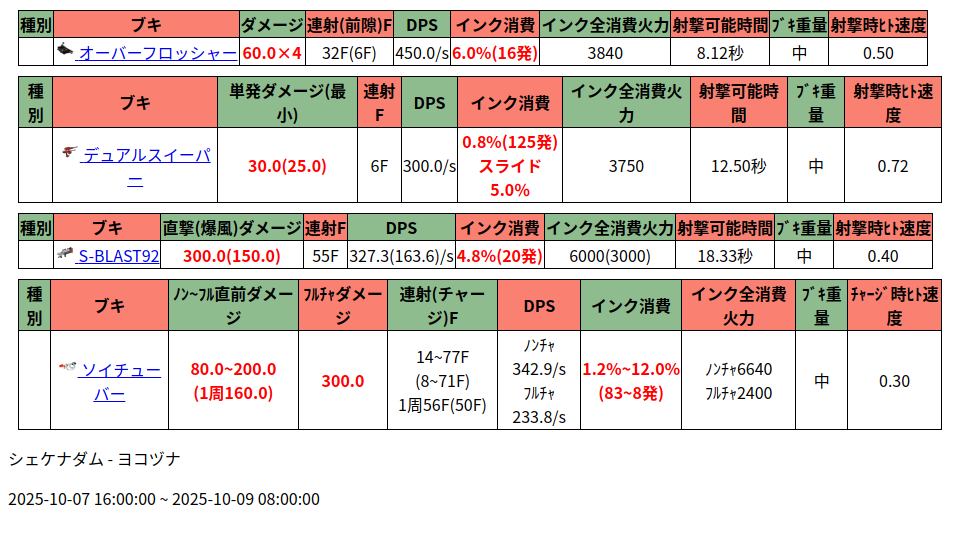 種別 ブキ ダメージ 連射(前隙)F DPS インク消費 インク全消費火力 射撃可能時間 ﾌﾞｷ重量 射撃時ﾋﾄ速度
オーバーフロッシャー 60.0×4 32F(6F) 450.0/s 6.0%(16発) 3840 8.12秒 中 0.50
種別 ブキ 単発ダメージ(最小) 連射F DPS インク消費 インク全消費火力 射撃可能時間 ﾌﾞｷ重量 射撃時ﾋﾄ速度
デュアルスイーパー 30.0(25.0) 6F 300.0/s 0.8%(125発) スライド 5.0% 3750 12.50秒 中 0.72
種別 ブキ 直撃(爆風)ダメージ 連射F DPS インク消費 インク全消費火力 射撃可能時間 ﾌﾞｷ重量 射撃時ﾋﾄ速度
S-BLAST92 300.0(150.0) 55F 327.3(163.6)/s 4.8%(20発) 6000(3000) 18.33秒 中 0.40
種別 ブキ ﾉﾝ~ﾌﾙ直前ダメージ ﾌﾙﾁｬダメージ 連射(チャージ)F DPS インク消費 インク全消費火力 ﾌﾞｷ重量 ﾁｬｰｼﾞ時ﾋﾄ速度
ソイチューバー 80.0~200.0 (1周160.0) 300.0 14~77F (8~71F) 1周56F(50F) ﾉﾝﾁｬ 342.9/s ﾌﾙﾁｬ 233.8/s 1.2%~12.0% (83~8発) ﾉﾝﾁｬ6640 ﾌﾙﾁｬ2400 中 0.30
シェケナダム - ヨコヅナ
2025-10-07 16:00:00 ~ 2025-10-09 08:00:00